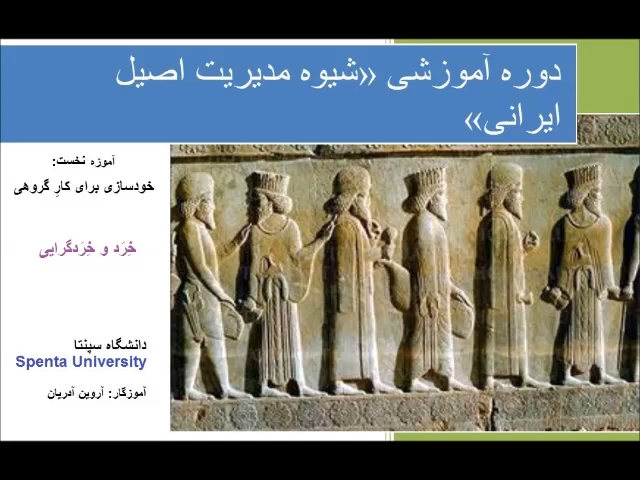 دوره آموزشی «شیوه مدیریت اصیل
ایرانی»
آموزه نخست:
خودسازی برای کارِ گروهی
خِرَد و خِرَدگرایی
دانشگاه سپنتا
Spenta University
آموزگار: آروین آدریان